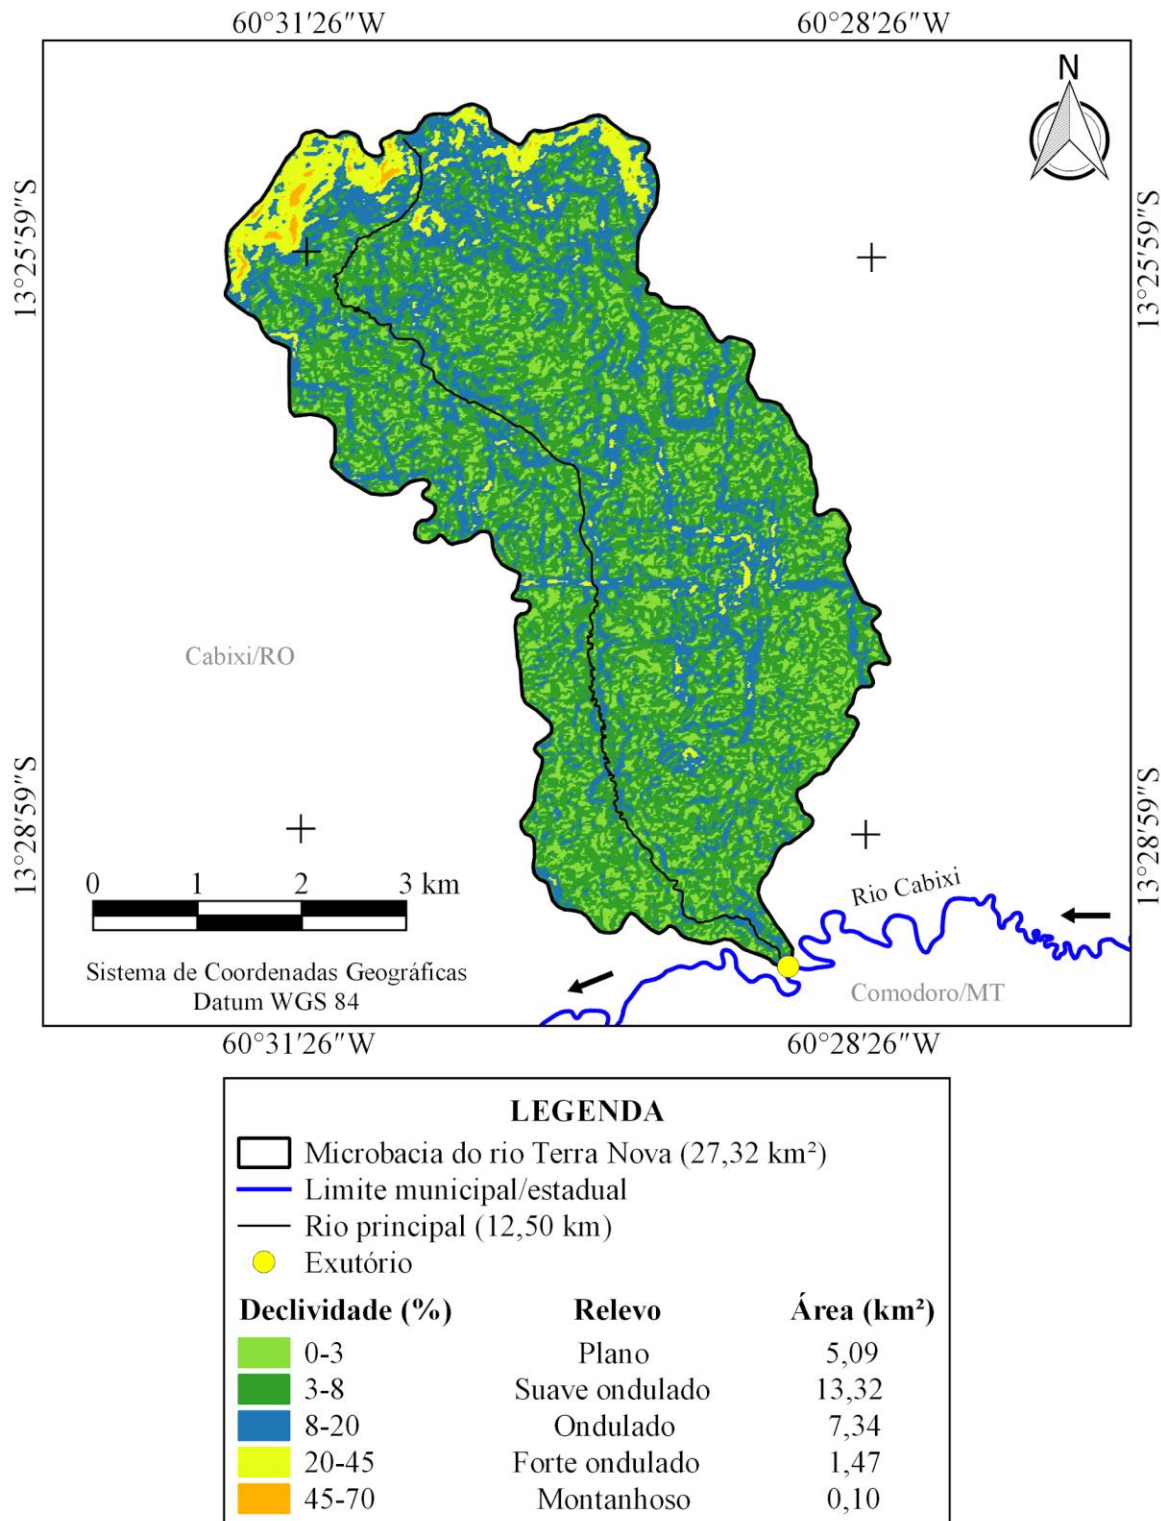 60°31'26"W 60°28'26"W
N
13°25'59"S 13°25'59"S
Cabixi/RO
13°28'59"S 13°28'59"S
0 1 2 3 km
Rio Cabixi
Sistema de Coordenadas Geográficas
Datum WGS 84
Comodoro/MT
60°31'26"W 60°28'26"W
LEGENDA
Microbacia do rio Terra Nova (27,32 km²)
Limite municipal/estadual
Rio principal (12,50 km)
Exutório
Declividade (%) Relevo Área (km²)
0-3 Plano 5,09
3-8 Suave ondulado 13,32
8-20 Ondulado 7,34
20-45 Forte ondulado 1,47
45-70 Montanhoso 0,10